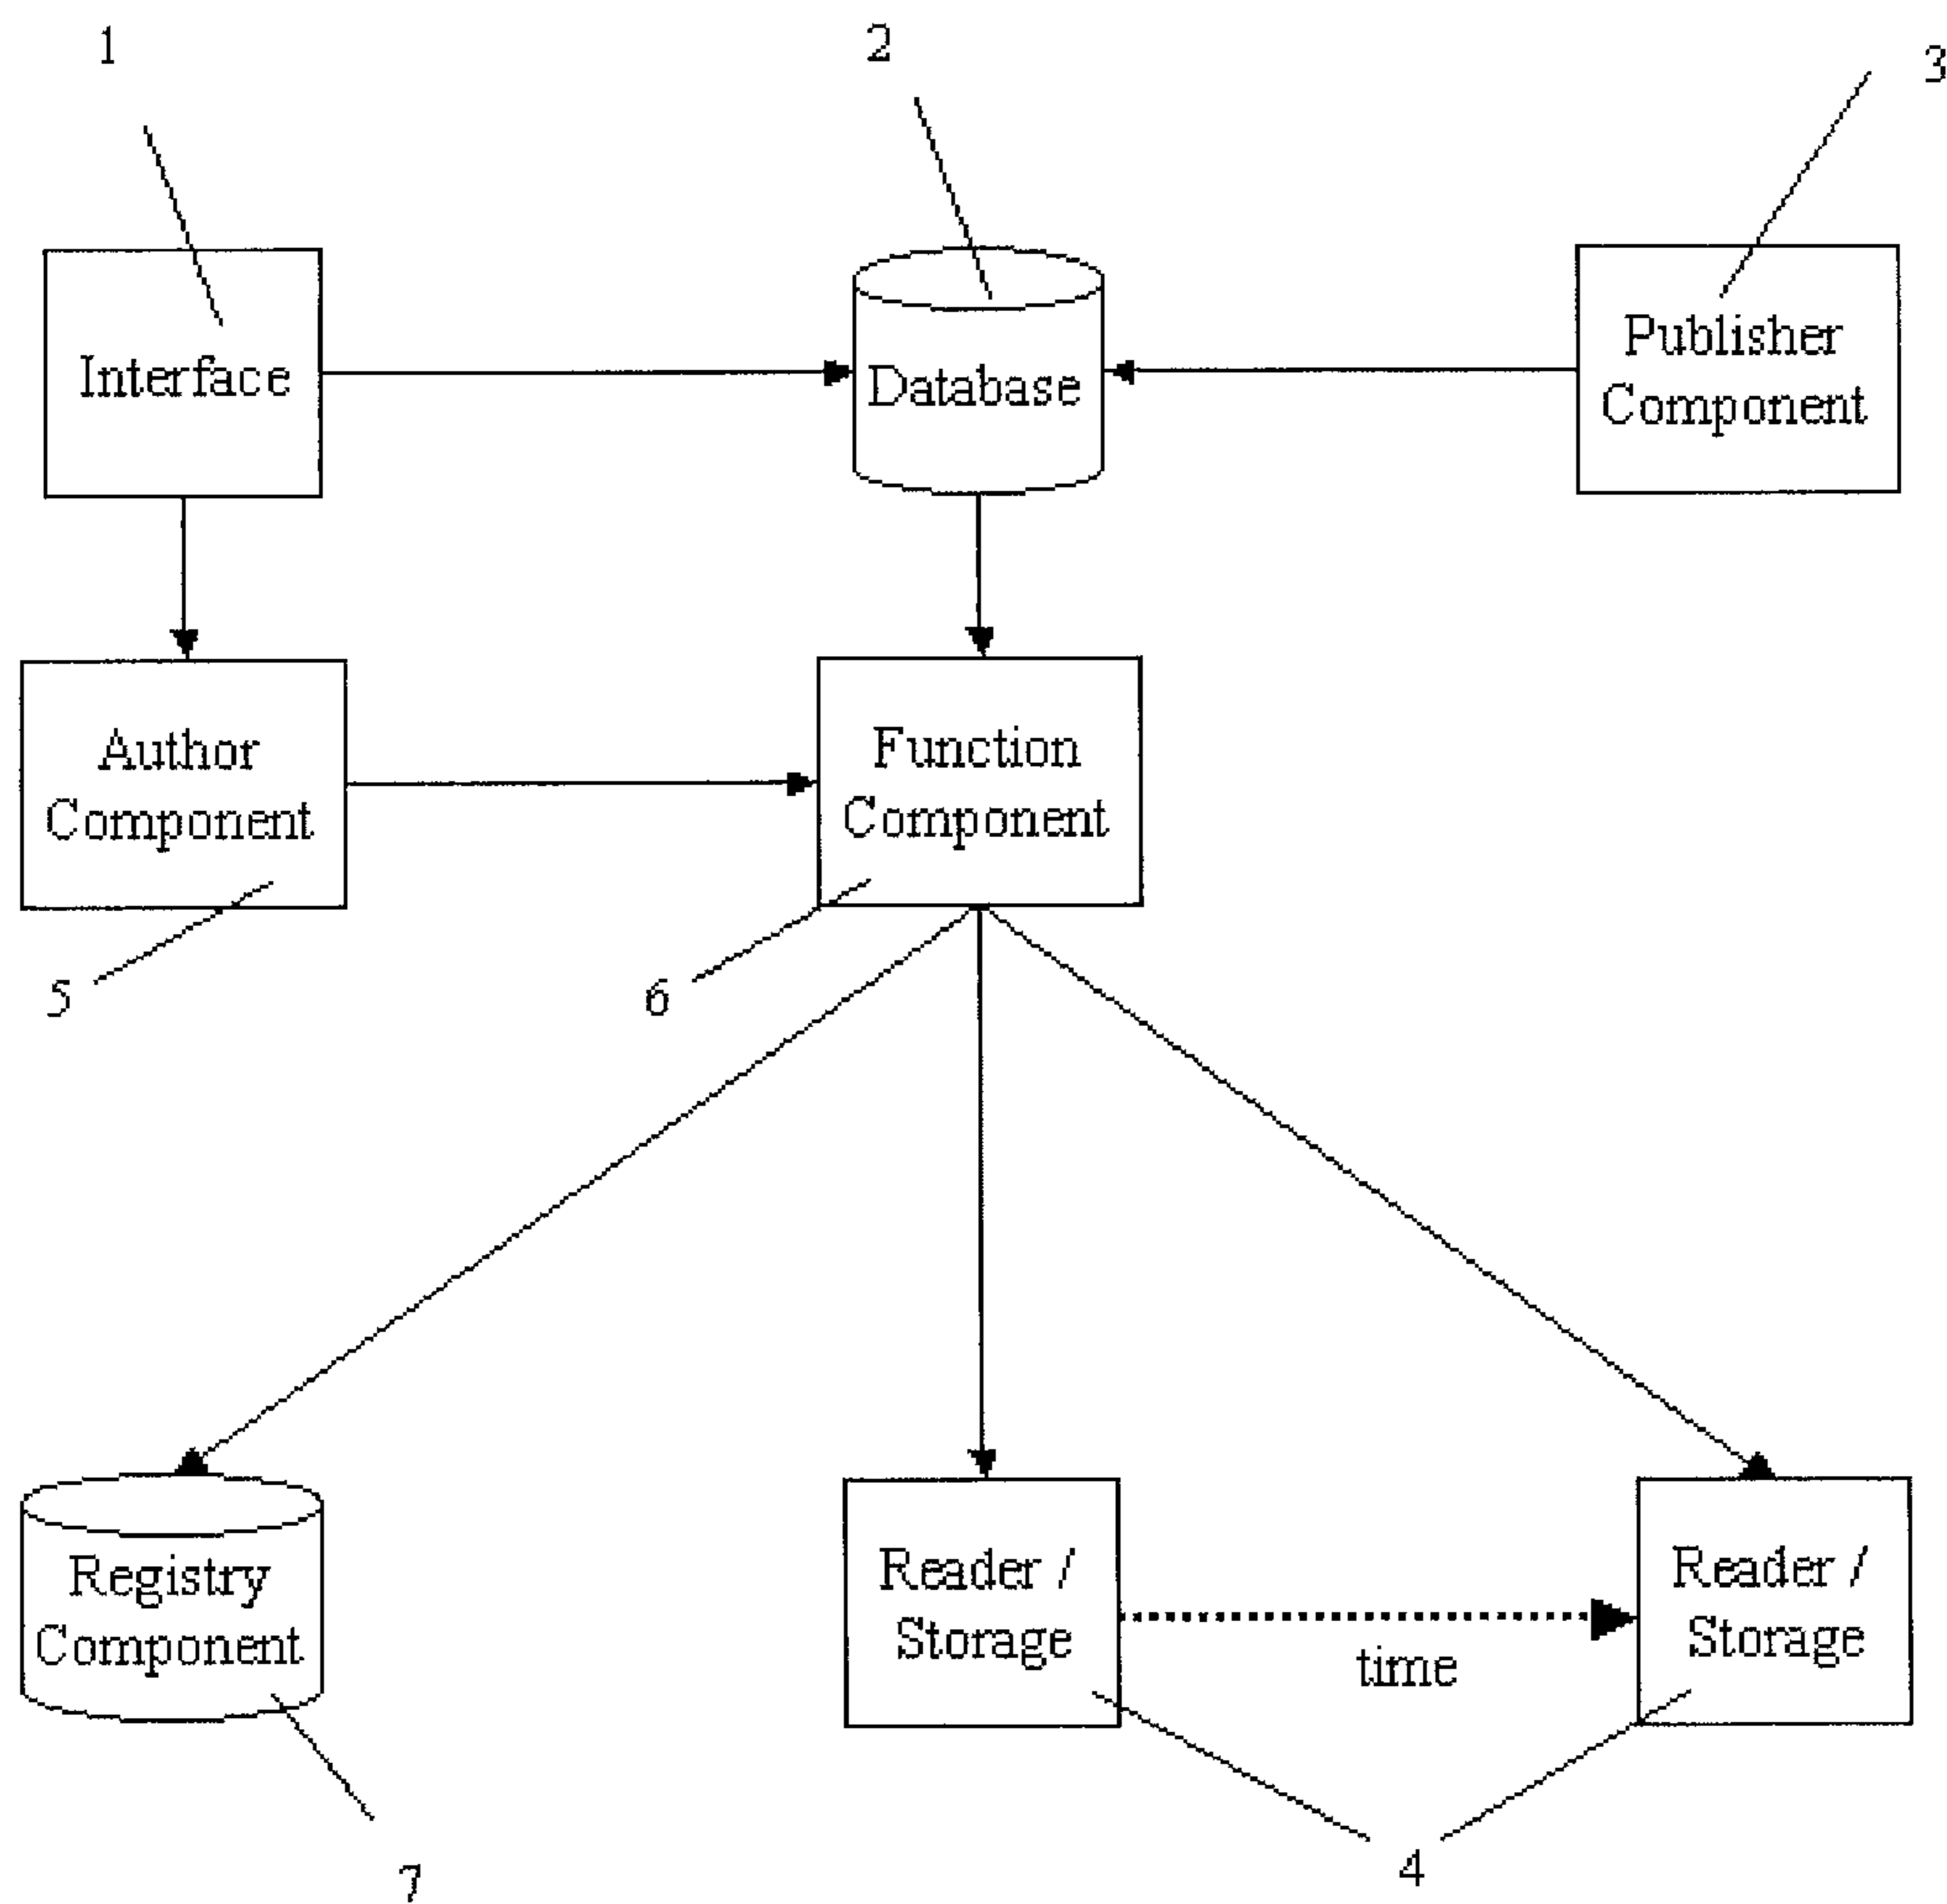 1
2
3
Interface
Database
Publisher
Component
Author
Component
Function
Component
5
6
Registry
Component
Reader /
Storage
time
Reader /
Storage
7
4